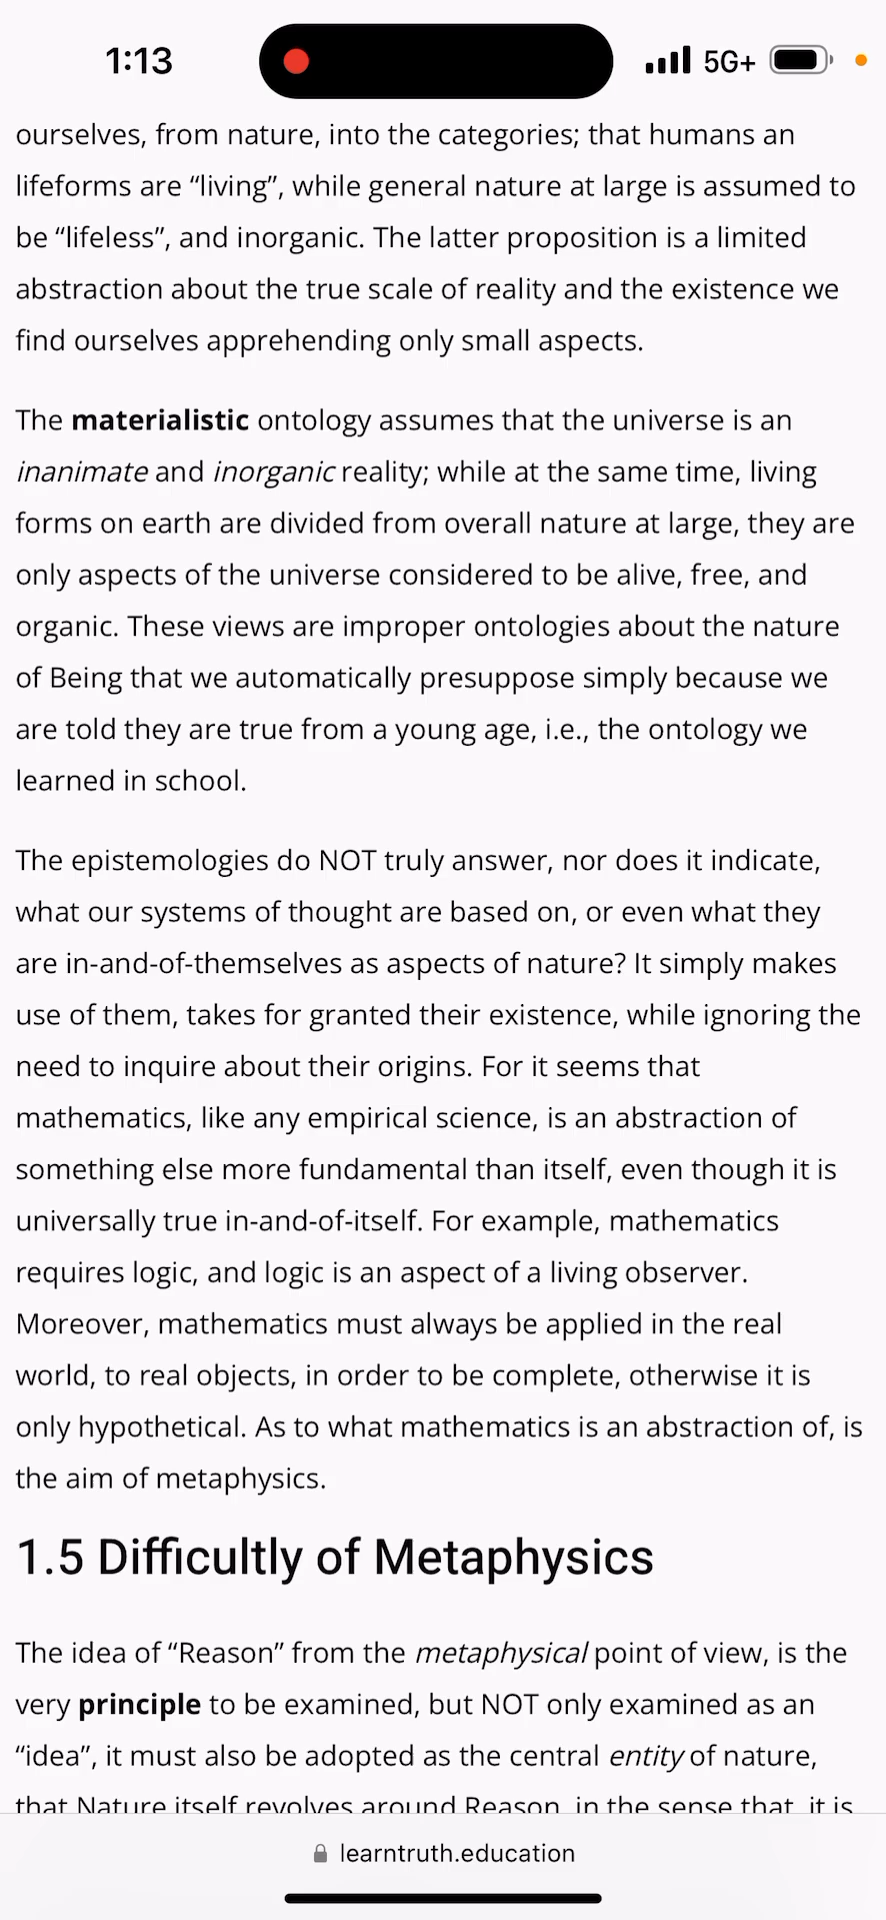 1:13
5G+
ourselves, from nature, into the categories; that humans an
lifeforms are “living”, while general nature at large is assumed to
be “lifeless”, and inorganic. The latter proposition is a limited
abstraction about the true scale of reality and the existence we
find ourselves apprehending only small aspects.
The materialistic ontology assumes that the universe is an
inanimate and inorganic reality; while at the same time, living
forms on earth are divided from overall nature at large, they are
only aspects of the universe considered to be alive, free, and
organic. These views are improper ontologies about the nature
of Being that we automatically presuppose simply because we
are told they are true from a young age, i.e., the ontology we
learned in school.
The epistemologies do NOT truly answer, nor does it indicate,
what our systems of thought are based on, or even what they
are in-and-of-themselves as aspects of nature? It simply makes
use of them, takes for granted their existence, while ignoring the
need to inquire about their origins. For it seems that
mathematics, like any empirical science, is an abstraction of
something else more fundamental than itself, even though it is
universally true in-and-of-itself. For example, mathematics
requires logic, and logic is an aspect of a living observer.
Moreover, mathematics must always be applied in the real
world, to real objects, in order to be complete, otherwise it is
only hypothetical. As to what mathematics is an abstraction of, is
the aim of metaphysics.
1.5 Difficultly of Metaphysics
The idea of “Reason” from the metaphysical point of view, is the
very principle to be examined, but NOT only examined as an
“idea”, it must also be adopted as the central entity of nature,
that Nature itself revolves around Reason, in the sense that, it is
learntruth.education